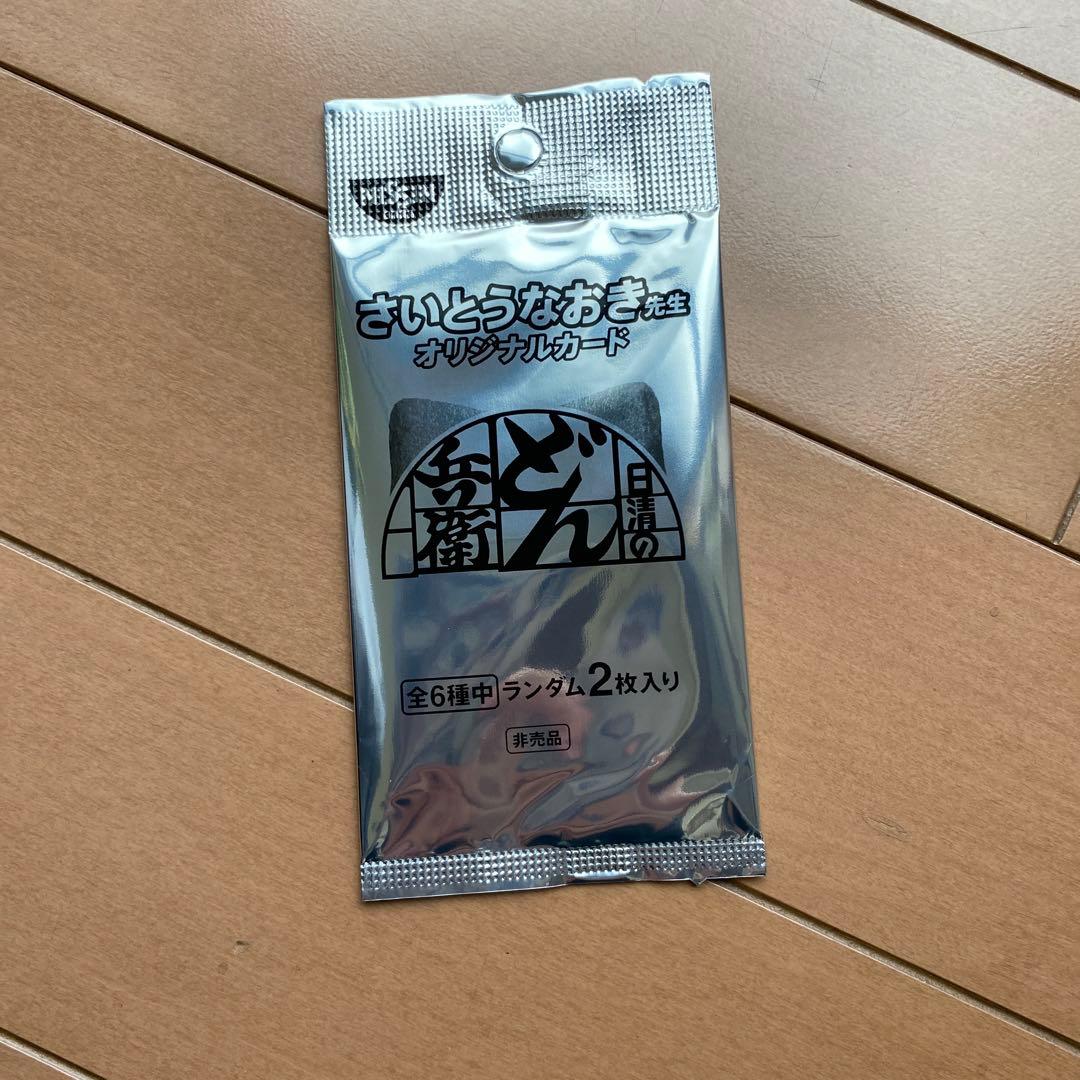 NISSIN
さいとうなおき先生
オリジナルカード
日清の
どん
兵衛
全6種中 ランダム2枚入り
非売品